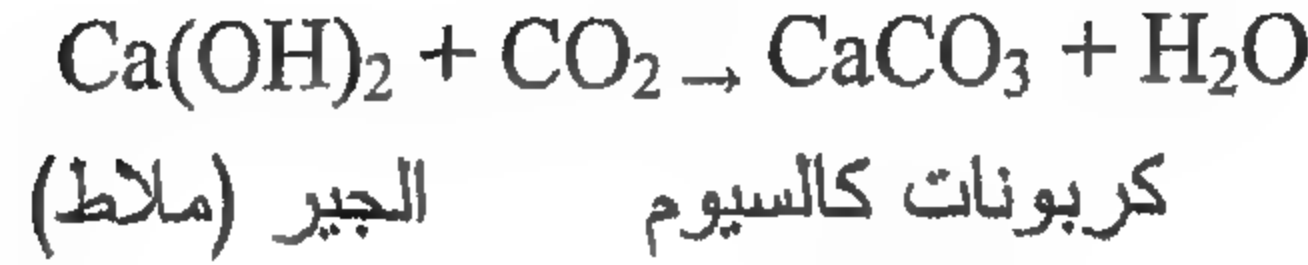 Ca(OH)₂ + CO₂ → CaCO₃ + H₂O
الجير (ملاط) كربونات كالسيوم